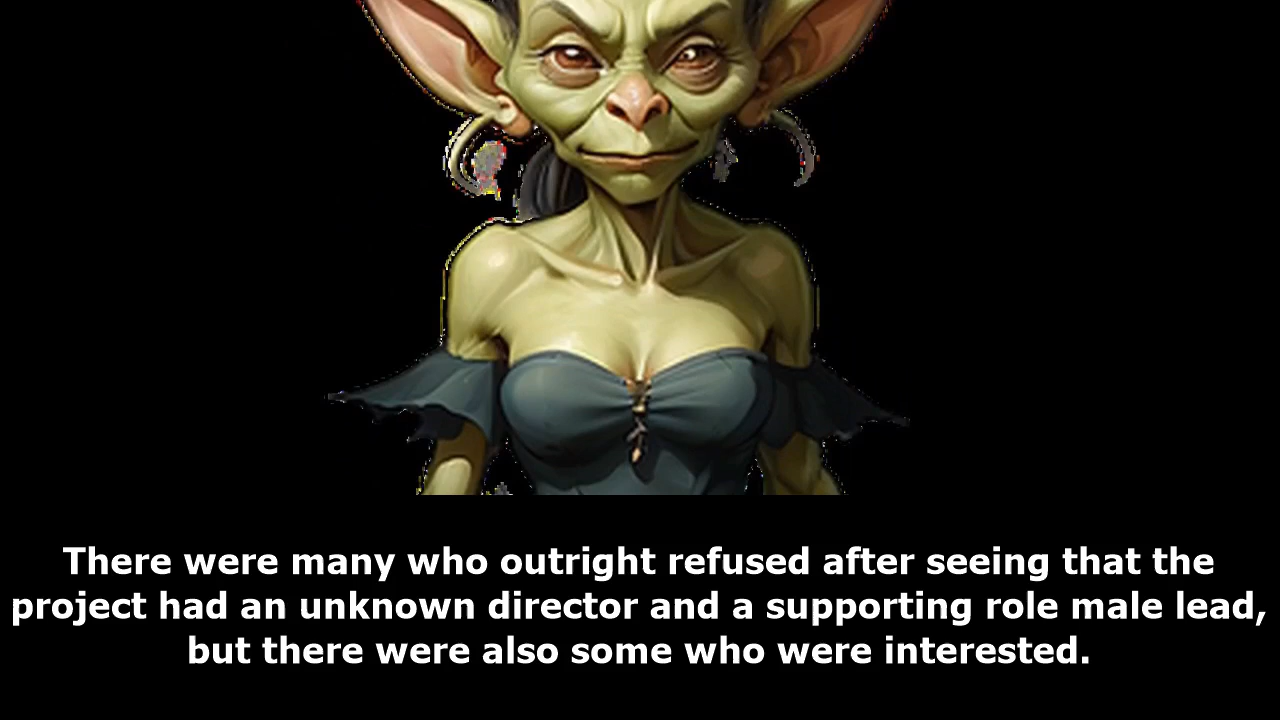 There were many who outright refused after seeing that the
project had an unknown director and a supporting role male lead,
but there were also some who were interested.